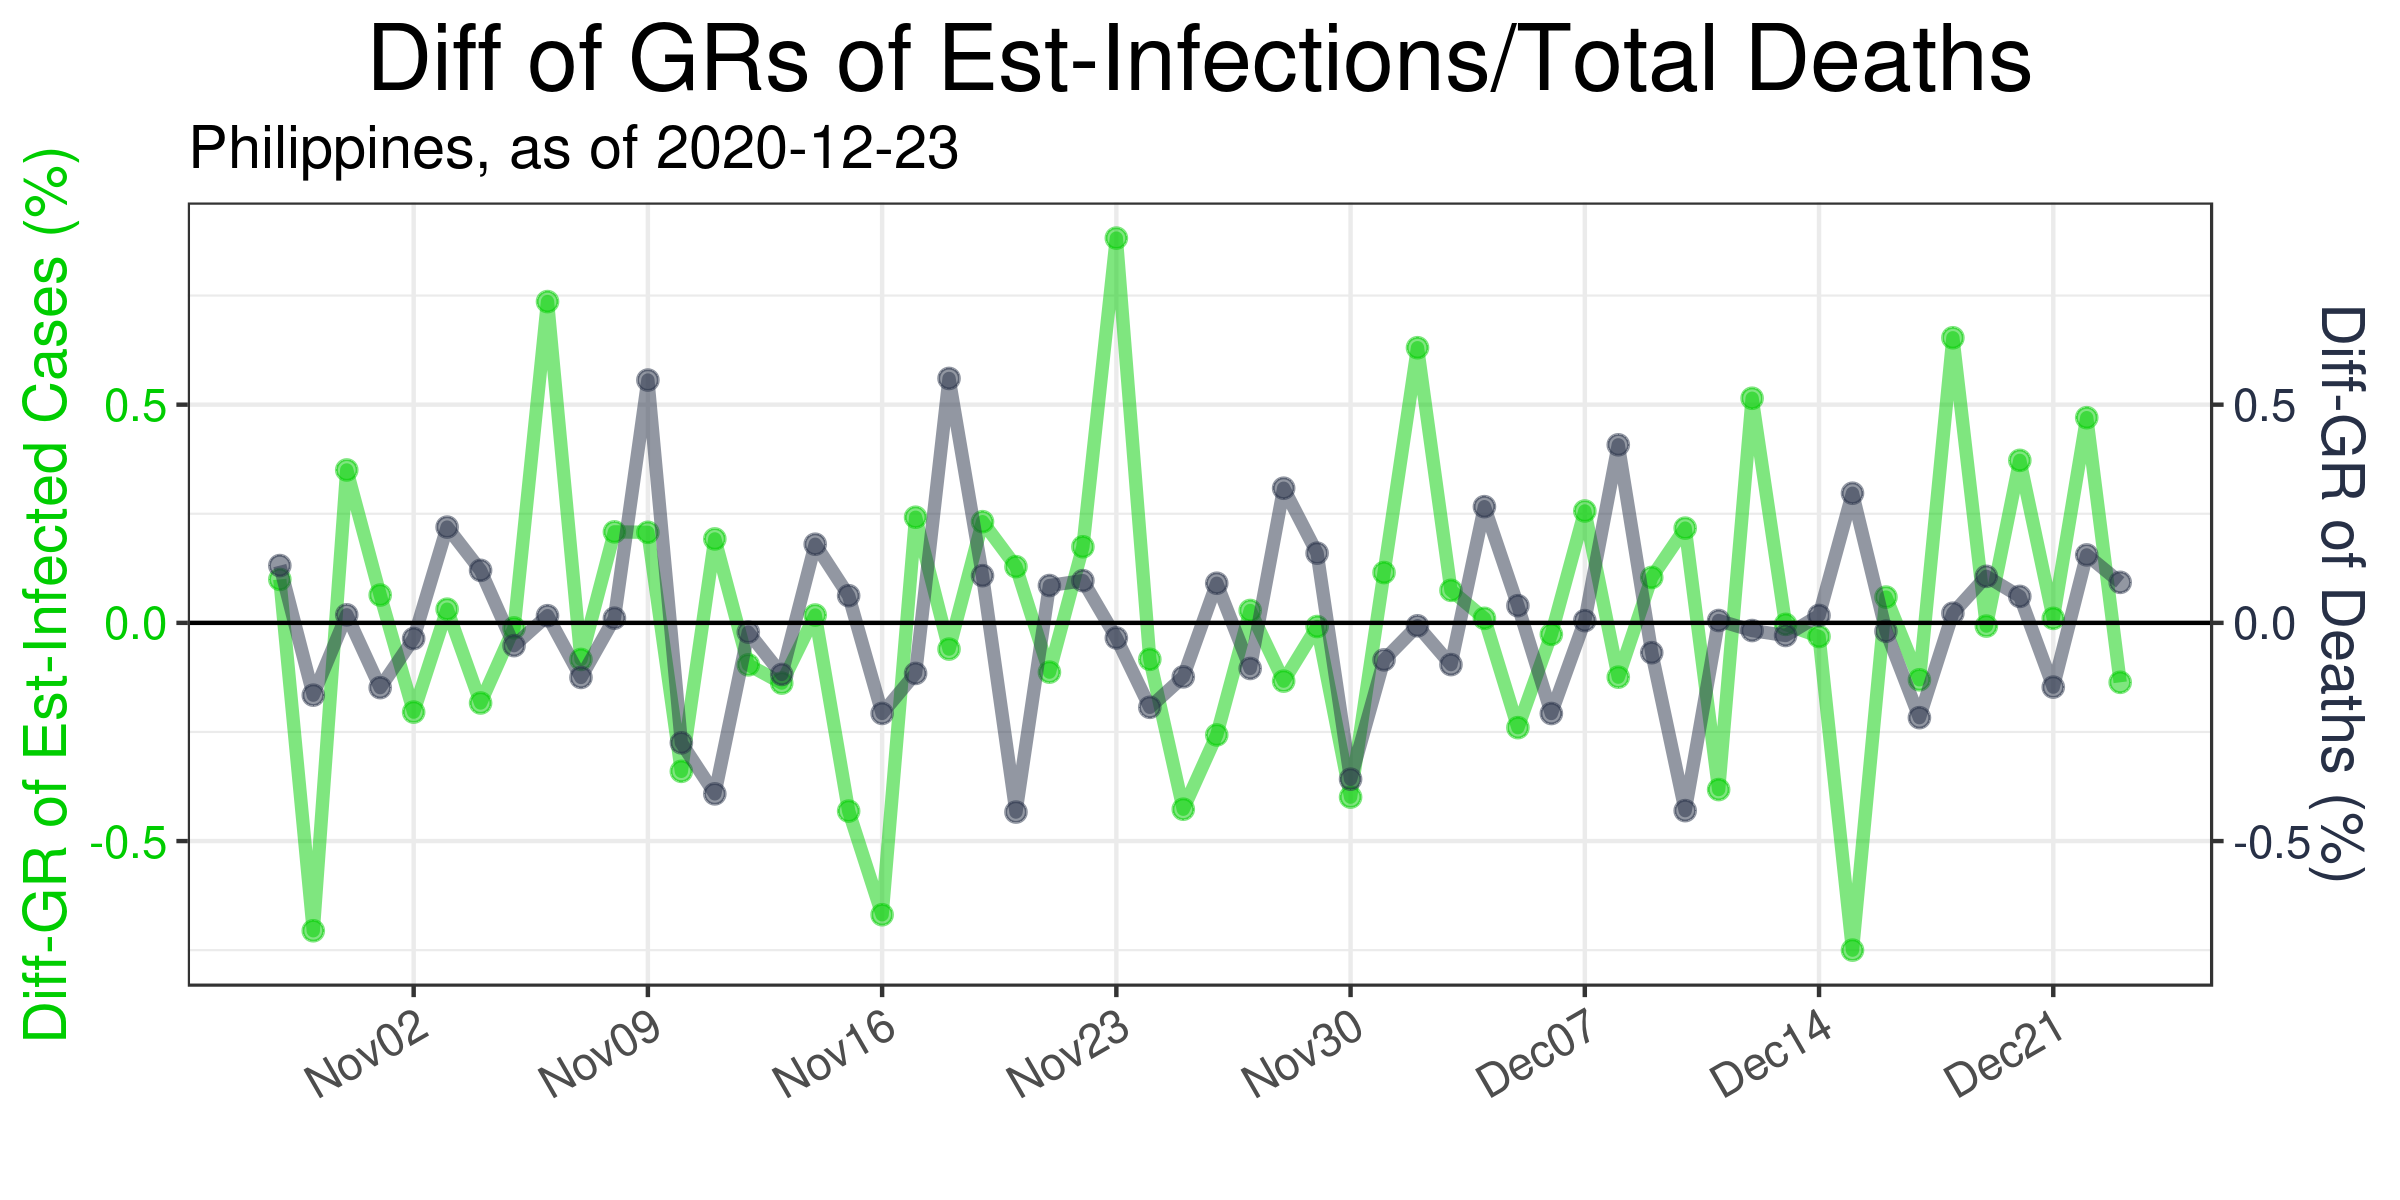 Diff of GRs of Est-Infections/Total Deaths
Philippines, as of 2020-12-23
Diff-GR of Est-Infected Cases (%)
0.5
0.0
-0.5
0.5
0.0
-0.5
Diff-GR of Deaths (%)
Nov02
Nov09
Nov16
Nov23
Nov30
Dec07
Dec14
Dec21